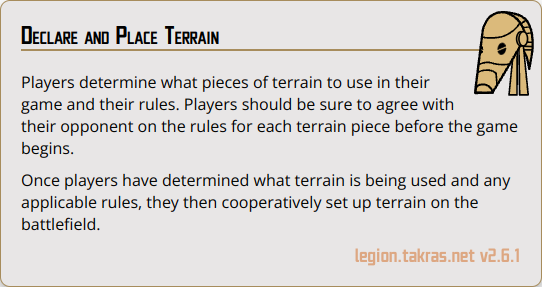 Declare and Place Terrain
Players determine what pieces of terrain to use in their
game and their rules. Players should be sure to agree with
their opponent on the rules for each terrain piece before the game
begins.
Once players have determined what terrain is being used and any
applicable rules, they then cooperatively set up terrain on the
battlefield.
legion.takras.net v2.6.1